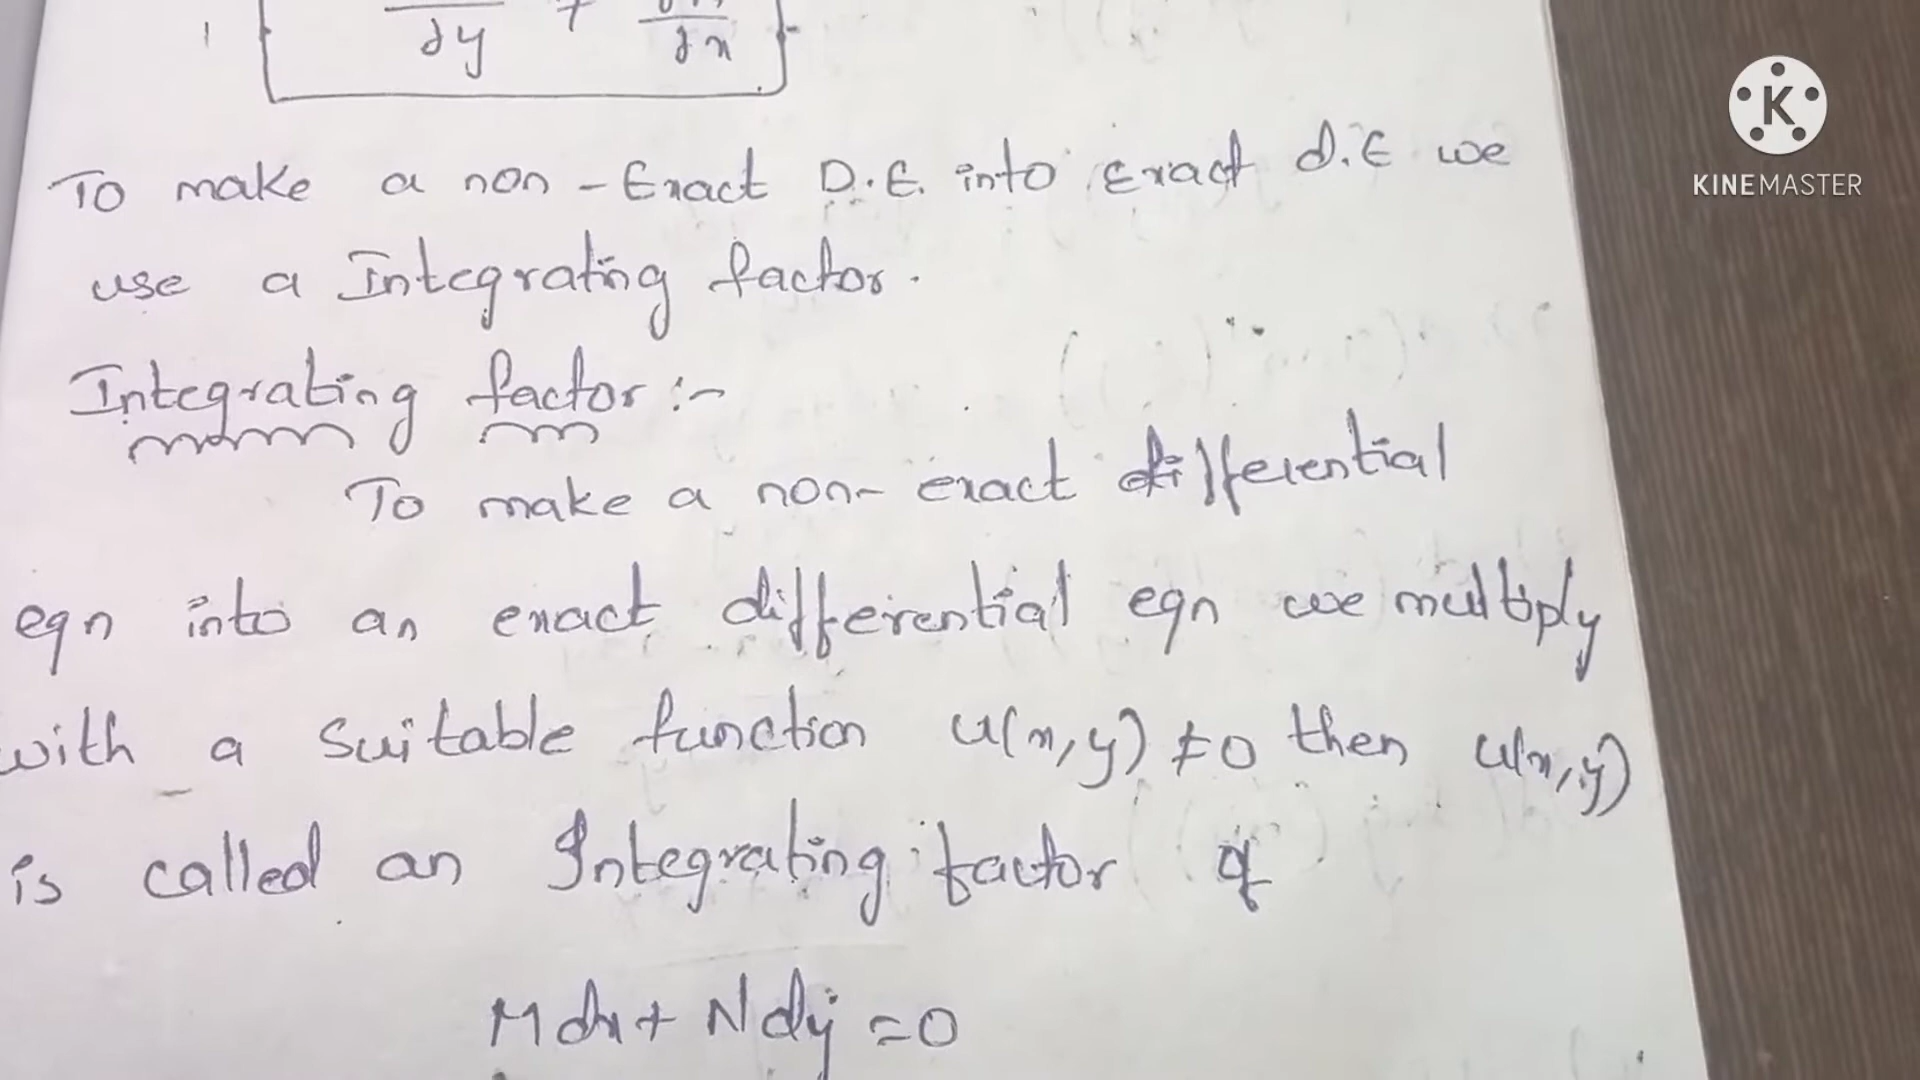 ∂y ≠ ∂x
To make a non-Exact D.E. into Exact d.E we
use a Integrating factor.
Integrating factor :-
To make a non-exact differential
eqn into an exact differential eqn we multiply
with a suitable function u(x,y) ≠ 0 then u(x,y)
is called an Integrating factor of
Mdx + Ndy = 0
K
KINEMASTER